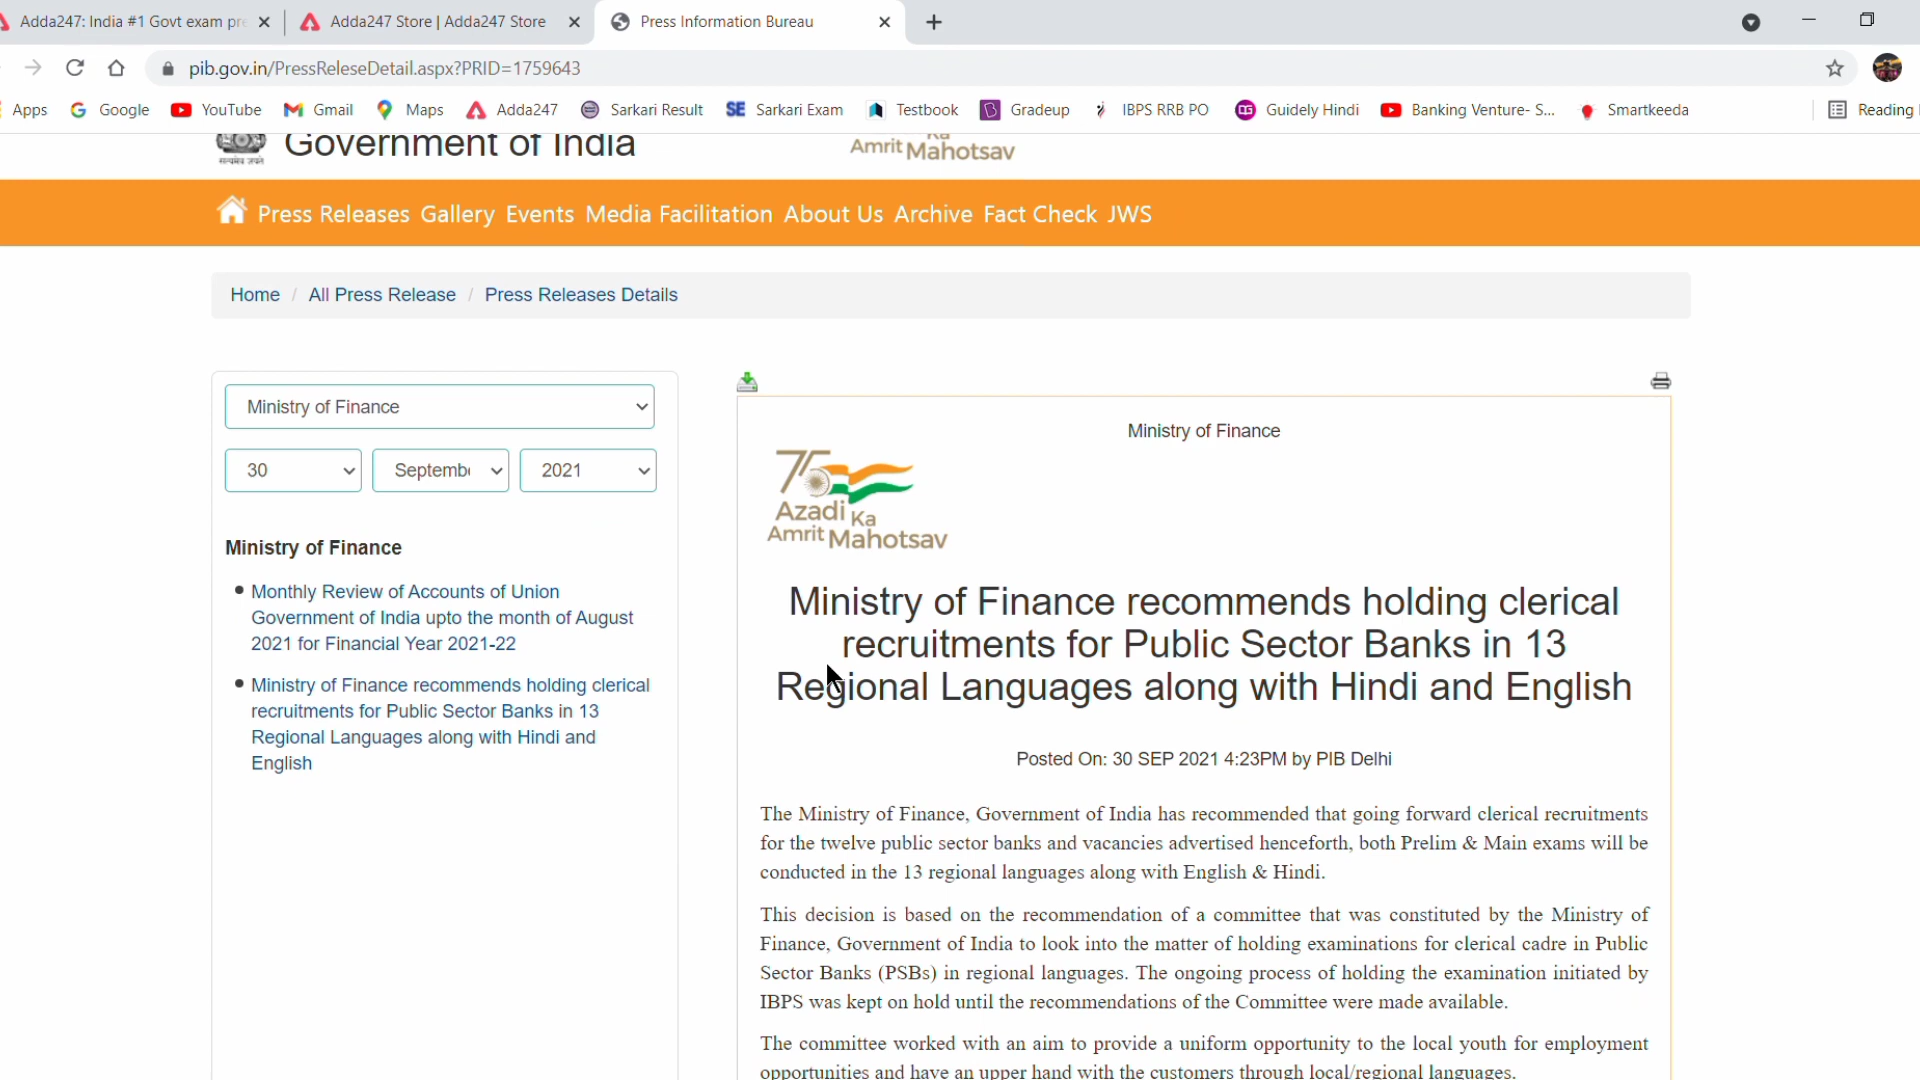 Adda247: India #1 Govt exam pre
Adda247 Store | Adda247 Store
Press Information Bureau
pib.gov.in/PressReleseDetail.aspx?PRID=1759643
Apps Google YouTube Gmail Maps Adda247 Sarkari Result Sarkari Exam Testbook Gradeup IBPS RRB PO Guidely Hindi Banking Venture- S... Smartkeeda Reading
सत्यमेव जयते
Government of India
Ka
Amrit Mahotsav
Press Releases Gallery Events Media Facilitation About Us Archive Fact Check JWS
Home / All Press Release / Press Releases Details
Ministry of Finance
30 Septembe 2021
Ministry of Finance
Monthly Review of Accounts of Union
Government of India upto the month of August
2021 for Financial Year 2021-22
Ministry of Finance recommends holding clerical
recruitments for Public Sector Banks in 13
Regional Languages along with Hindi and
English
Ministry of Finance
75
Azadi Ka
Amrit Mahotsav
Ministry of Finance recommends holding clerical
recruitments for Public Sector Banks in 13
Regional Languages along with Hindi and English
Posted On: 30 SEP 2021 4:23PM by PIB Delhi
The Ministry of Finance, Government of India has recommended that going forward clerical recruitments
for the twelve public sector banks and vacancies advertised henceforth, both Prelim & Main exams will be
conducted in the 13 regional languages along with English & Hindi.
This decision is based on the recommendation of a committee that was constituted by the Ministry of
Finance, Government of India to look into the matter of holding examinations for clerical cadre in Public
Sector Banks (PSBs) in regional languages. The ongoing process of holding the examination initiated by
IBPS was kept on hold until the recommendations of the Committee were made available.
The committee worked with an aim to provide a uniform opportunity to the local youth for employment
opportunities and have an upper hand with the customers through local/regional languages.